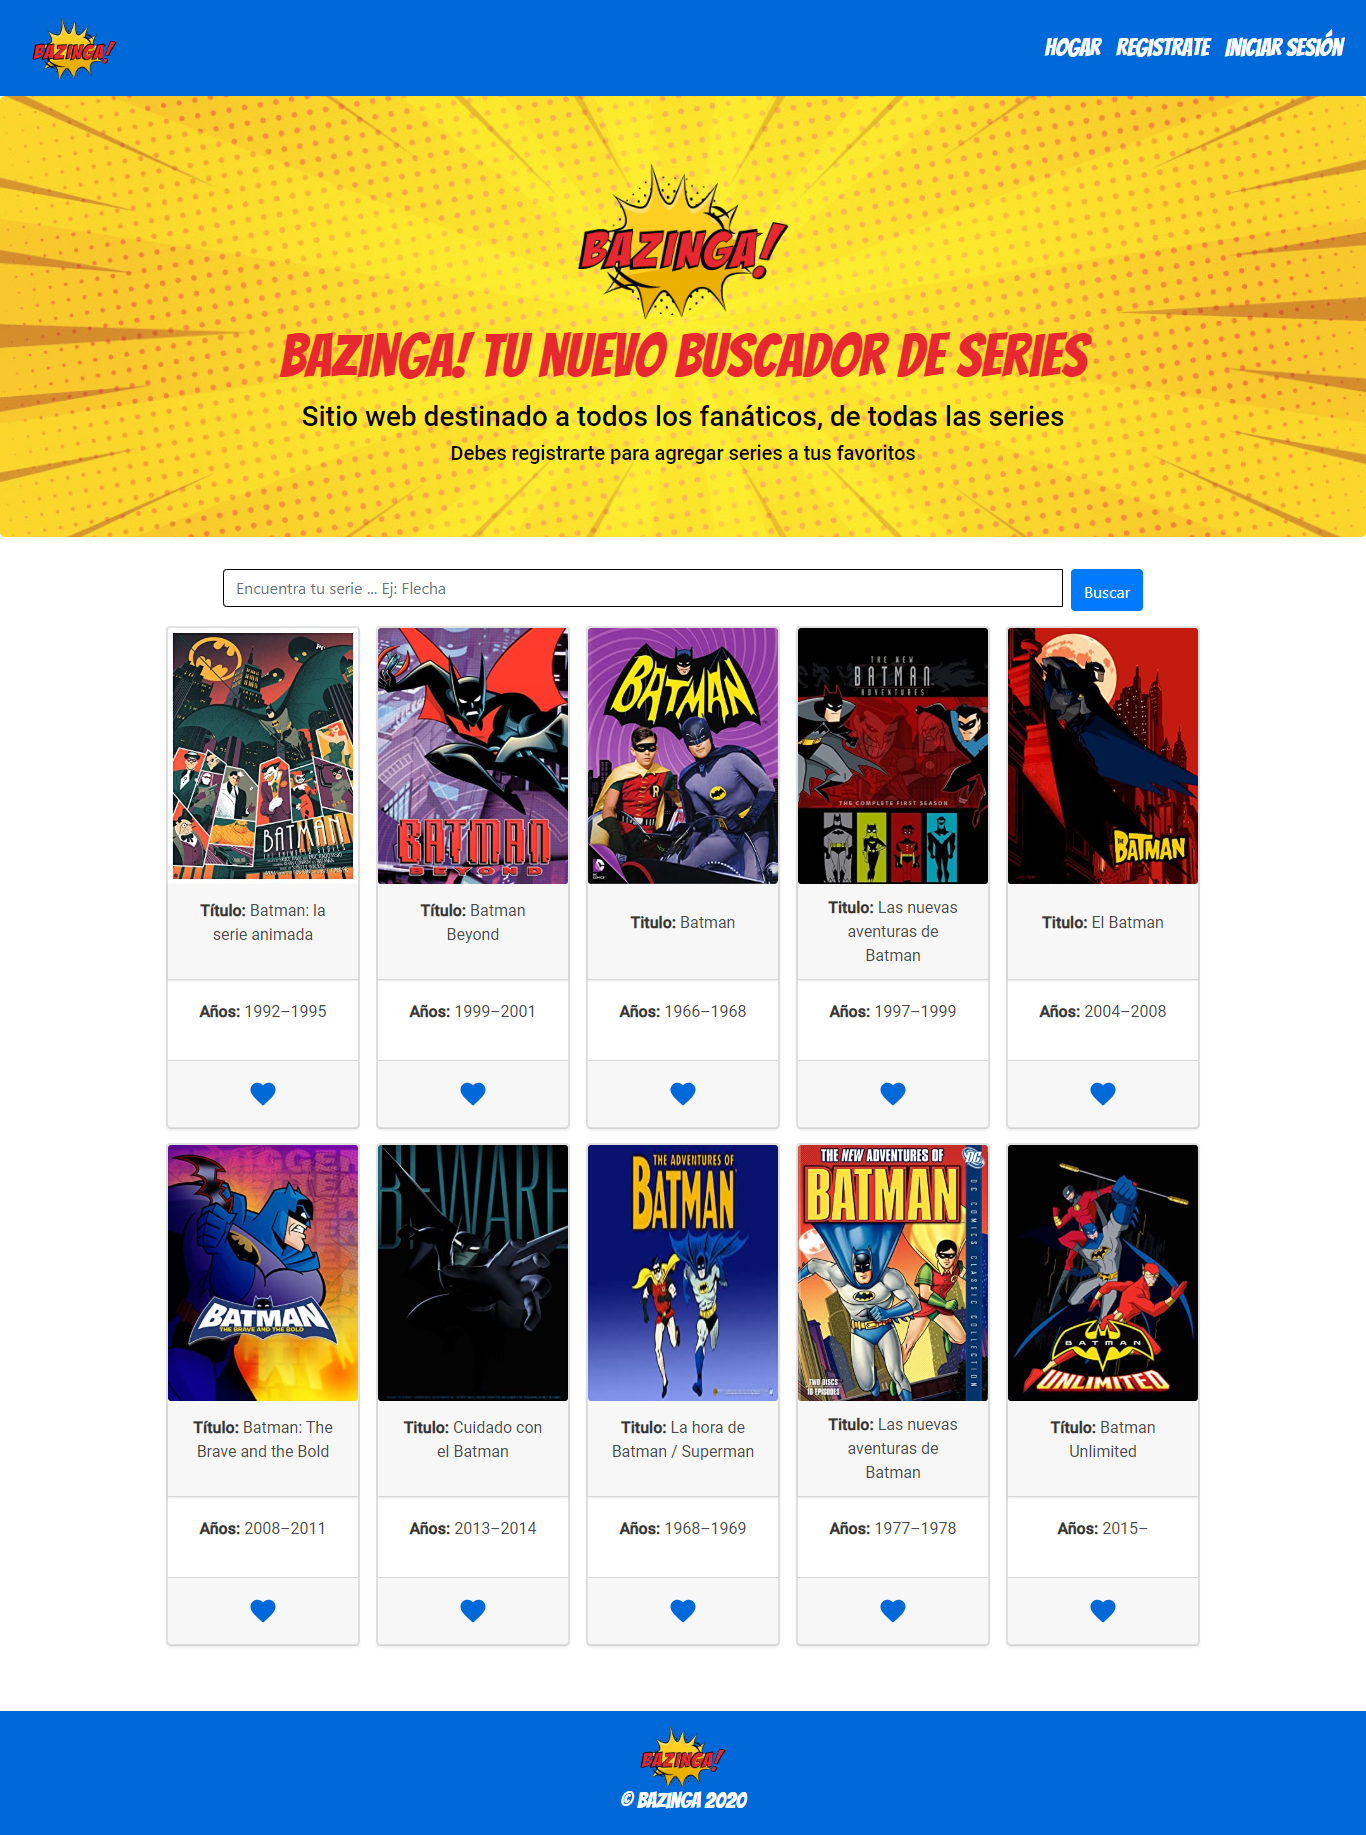 BAZINGA!
HOGAR REGISTRATE INICIAR SESIÓN
BAZINGA!
BAZINGA! TU NUEVO BUSCADOR DE SERIES
Sitio web destinado a todos los fanáticos, de todas las series
Debes registrarte para agregar series a tus favoritos
Encuentra tu serie ... Ej: Flecha
Buscar
BATMAN
BATMAN
BEYOND
BATMAN
THE NEW
BATMAN
ADVENTURES
THE COMPLETE FIRST SEASON
BATMAN
Título: Batman: la
serie animada
Título: Batman
Beyond
Titulo: Batman
Titulo: Las nuevas
aventuras de
Batman
Titulo: El Batman
Años: 1992–1995
Años: 1999–2001
Años: 1966–1968
Años: 1997–1999
Años: 2004–2008
BATMAN
THE BRAVE AND THE BOLD
BEWARE
THE ADVENTURES OF
BATMAN
THE NEW ADVENTURES OF
BATMAN
DC
DC COMICS CLASSIC COLLECTION
TWO DISCS
16 EPISODES
BATMAN
UNLIMITED
Título: Batman: The
Brave and the Bold
Titulo: Cuidado con
el Batman
Titulo: La hora de
Batman / Superman
Titulo: Las nuevas
aventuras de
Batman
Título: Batman
Unlimited
Años: 2008–2011
Años: 2013–2014
Años: 1968–1969
Años: 1977–1978
Años: 2015–
BAZINGA!
© BAZINGA 2020